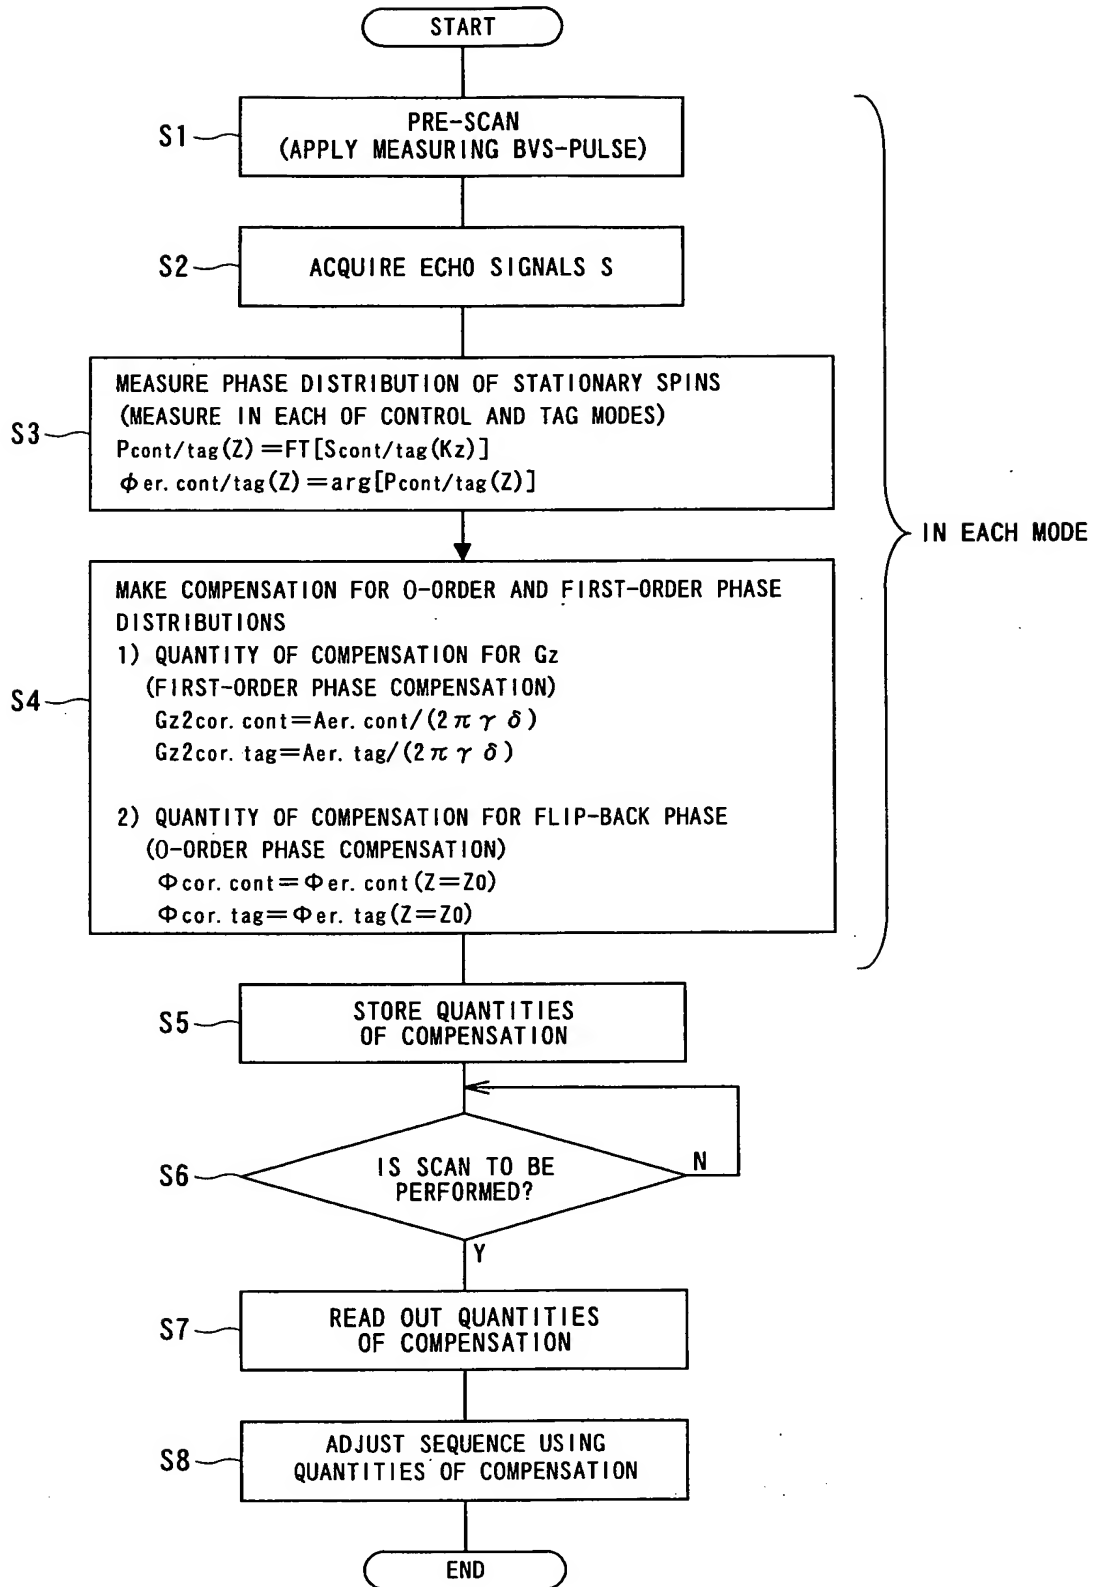 START
S1
PRE-SCAN
(APPLY MEASURING BVS-PULSE)
S2
ACQUIRE ECHO SIGNALS S
S3
MEASURE PHASE DISTRIBUTION OF STATIONARY SPINS
(MEASURE IN EACH OF CONTROL AND TAG MODES)
Pcont/tag(Z)=FT[Scont/tag(Kz)]
ϕer.cont/tag(Z)=arg[Pcont/tag(Z)]
IN EACH MODE
S4
MAKE COMPENSATION FOR 0-ORDER AND FIRST-ORDER PHASE
DISTRIBUTIONS
1) QUANTITY OF COMPENSATION FOR Gz
(FIRST-ORDER PHASE COMPENSATION)
Gz2cor.cont=Aer.cont/(2πγδ)
Gz2cor.tag=Aer.tag/(2πγδ)
2) QUANTITY OF COMPENSATION FOR FLIP-BACK PHASE
(0-ORDER PHASE COMPENSATION)
Φcor.cont=Φer.cont(Z=Z0)
Φcor.tag=Φer.tag(Z=Z0)
S5
STORE QUANTITIES
OF COMPENSATION
S6
IS SCAN TO BE
PERFORMED?
N
Y
S7
READ OUT QUANTITIES
OF COMPENSATION
S8
ADJUST SEQUENCE USING
QUANTITIES OF COMPENSATION
END